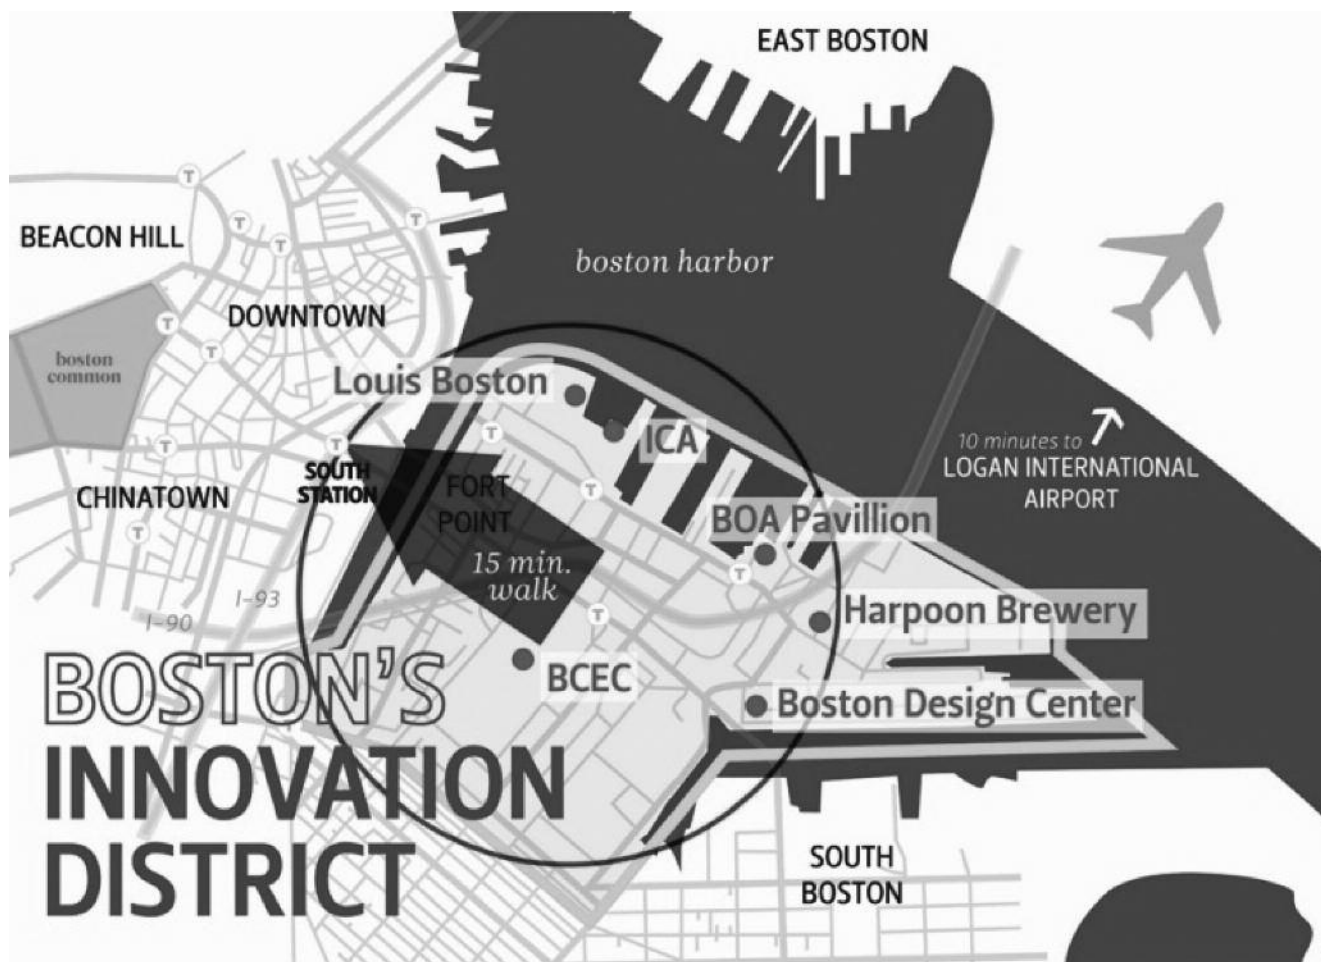 EAST BOSTON
T
BEACON HILL
T
T
T
boston harbor
DOWNTOWN
T
T
boston
common
Louis Boston
T
T
ICA
T
10 minutes to
LOGAN INTERNATIONAL
AIRPORT
SOUTH
STATION
CHINATOWN
FORT
POINT
T
T
BOA Pavillion
15 min.
walk
T
I-93
I-90
T
Harpoon Brewery
BCEC
Boston Design Center
BOSTON'S
INNOVATION
DISTRICT
SOUTH
BOSTON